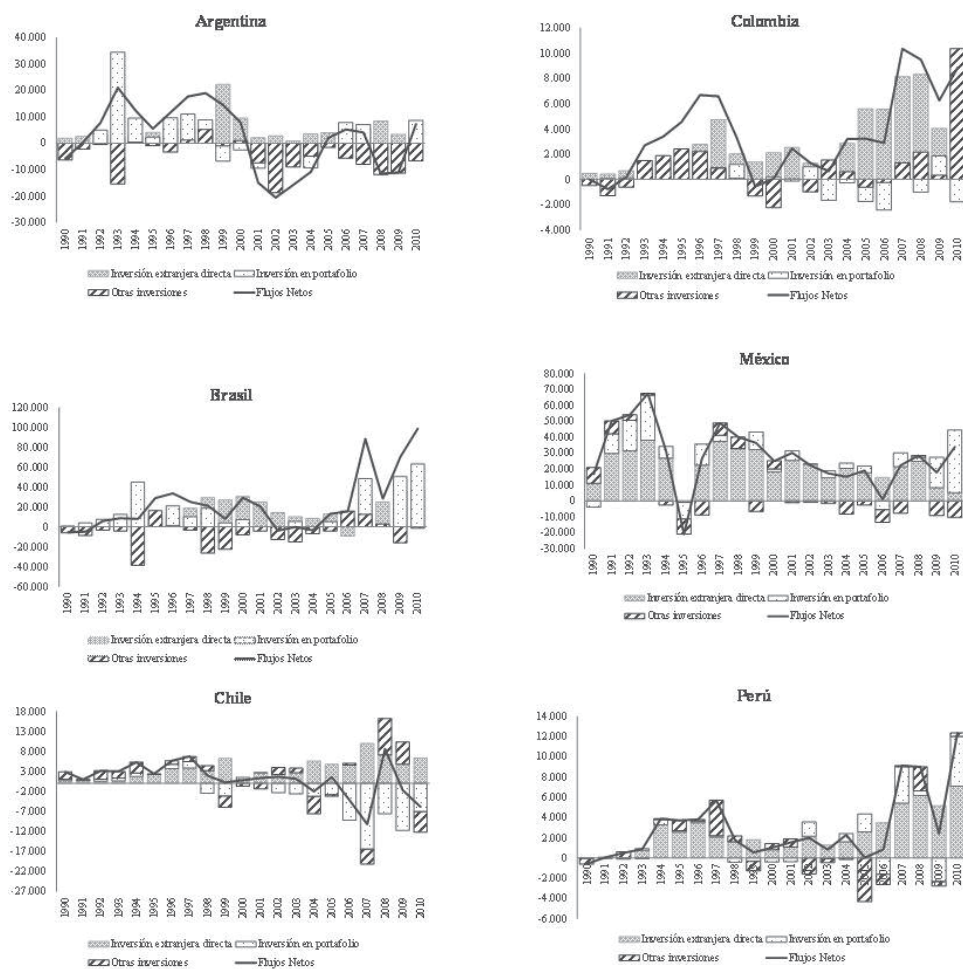 Argentina
40.000
30.000
20.000
10.000
0
-10.000
-20.000
-30.000
1990 1991 1992 1993 1994 1995 1996 1997 1998 1999 2000 2001 2002 2003 2004 2005 2006 2007 2008 2009 2010
Inversión extranjera directa Inversión en portafolio
Otras inversiones Flujos Netos
Colombia
12.000
10.000
8.000
6.000
4.000
2.000
0
-2.000
-4.000
1990 1991 1992 1993 1994 1995 1996 1997 1998 1999 2000 2001 2002 2003 2004 2005 2006 2007 2008 2009 2010
Inversión extranjera directa Inversión en portafolio
Otras inversiones Flujos Netos
Brasil
120.000
100.000
80.000
60.000
40.000
20.000
0
-20.000
-40.000
-60.000
1990 1991 1992 1993 1994 1995 1996 1997 1998 1999 2000 2001 2002 2003 2004 2005 2006 2007 2008 2009 2010
Inversión extranjera directa Inversión en portafolio
Otras inversiones Flujos Netos
México
80.000
70.000
60.000
50.000
40.000
30.000
20.000
10.000
0
-10.000
-20.000
-30.000
1990 1991 1992 1993 1994 1995 1996 1997 1998 1999 2000 2001 2002 2003 2004 2005 2006 2007 2008 2009 2010
Inversión extranjera directa Inversión en portafolio
Otras inversiones Flujos Netos
Chile
18.000
13.000
8.000
3.000
-2.000
-7.000
-12.000
-17.000
-22.000
-27.000
1990 1991 1992 1993 1994 1995 1996 1997 1998 1999 2000 2001 2002 2003 2004 2005 2006 2007 2008 2009 2010
Inversión extranjera directa Inversión en portafolio
Otras inversiones Flujos Netos
Perú
14.000
12.000
10.000
8.000
6.000
4.000
2.000
0
-2.000
-4.000
-6.000
1990 1991 1992 1993 1994 1995 1996 1997 1998 1999 2000 2001 2002 2003 2004 2005 2006 2007 2008 2009 2010
Inversión extranjera directa Inversión en portafolio
Otras inversiones Flujos Netos